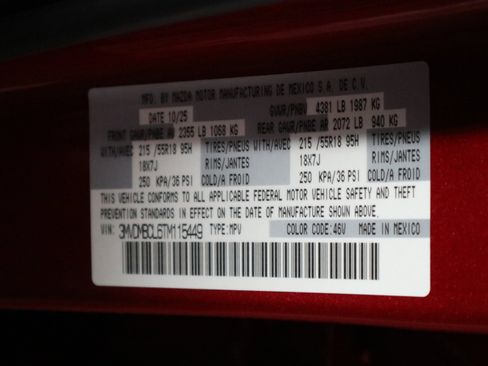 MFG. BY MAZDA MOTOR MANUFACTURING DE MEXICO S.A. DE C.V.
DATE 10/25 GVWR/PNBV 4381 LB 1987 KG
FRONT GAWR/PNBE AV 2355 LB 1068 KG REAR GAWR/PNBE AR 2072 LB 940 KG
WITH/AVEC 215 /55R18 95H TIRES/PNEUS WITH/AVEC 215 /55R18 95H TIRES/PNEUS
18X7J RIMS/JANTES 18X7J RIMS/JANTES
250 KPA/36 PSI COLD/A FROID 250 KPA/36 PSI COLD/A FROID
THIS VEHICLE CONFORMS TO ALL APPLICABLE FEDERAL MOTOR VEHICLE SAFETY AND THEFT
PREVENTION STANDARDS IN EFFECT ON THE DATE OF MANUFACTURE SHOWN ABOVE.
VIN: 3MVDMBCL6TM115449 TYPE: MPV COLOR CODE: 46V MADE IN MEXICO